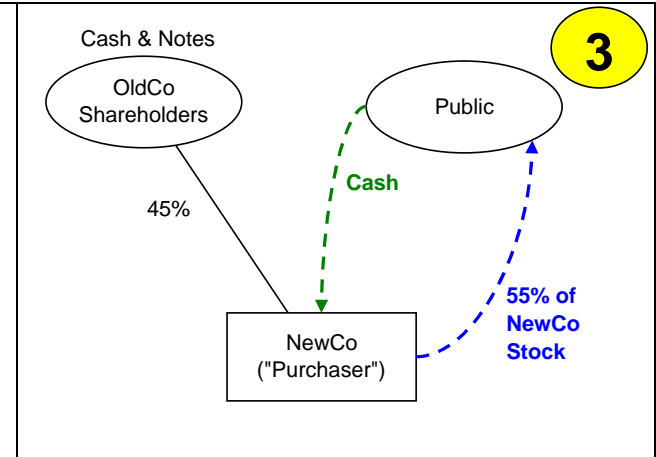 Cash & Notes
3
OldCo
Shareholders
Public
Cash
45%
55% of
NewCo
Stock
NewCo
("Purchaser")